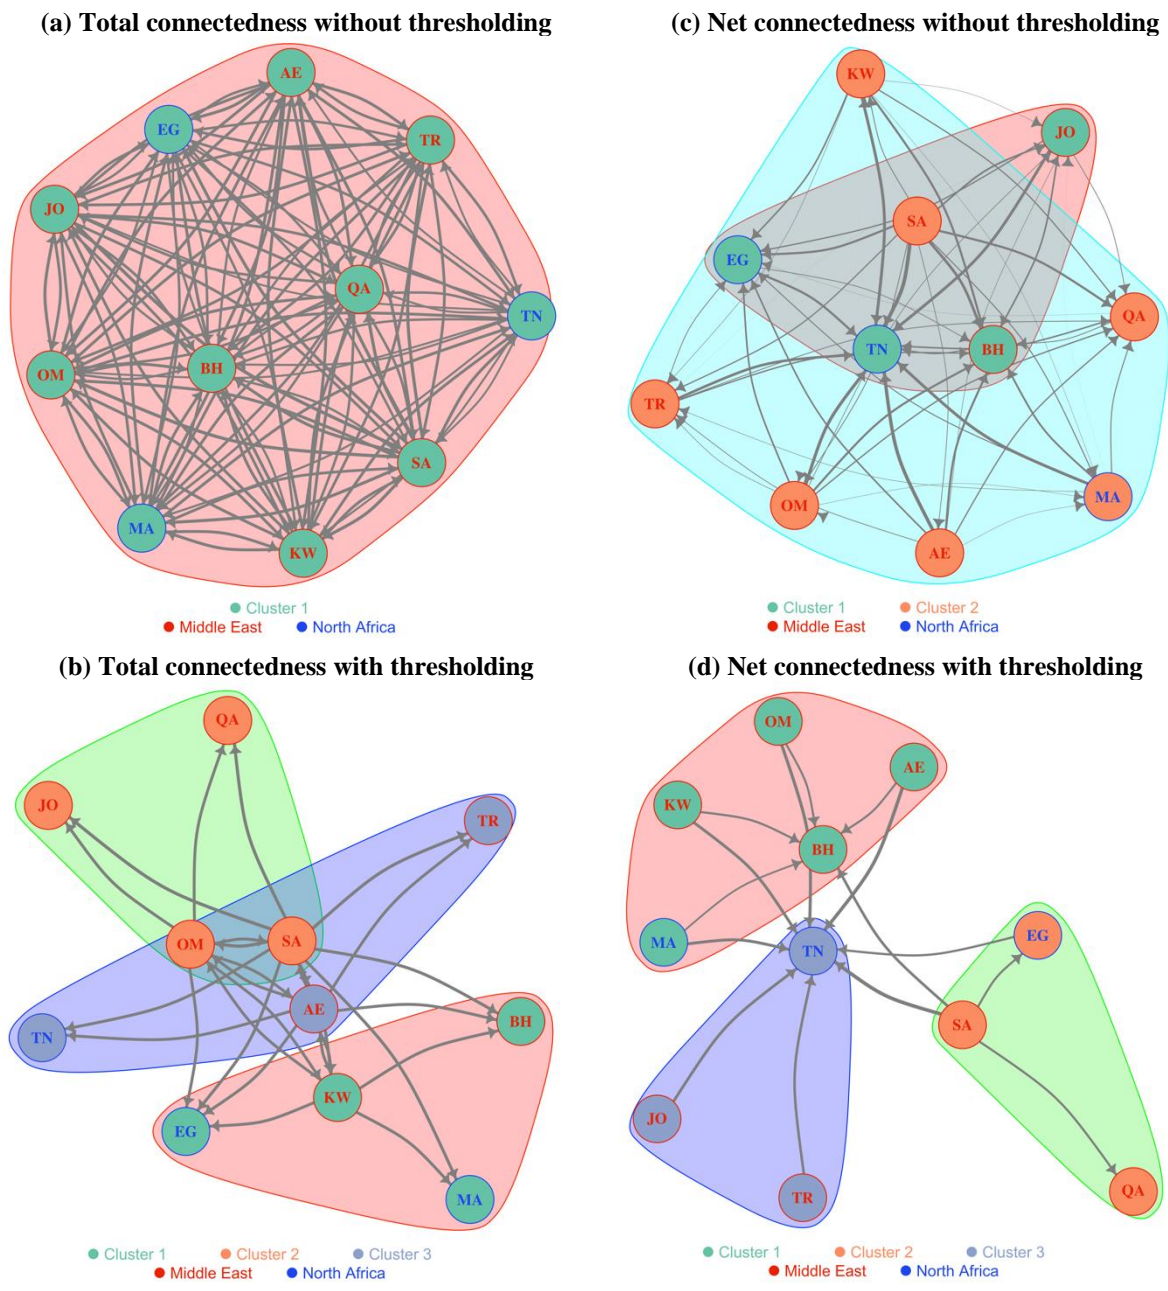 (a) Total connectedness without thresholding
AE
EG
TR
JO
QA
TN
OM
BH
SA
MA
KW
Cluster 1
Middle East North Africa
(c) Net connectedness without thresholding
KW
JO
SA
EG
QA
TN
BH
TR
OM
MA
AE
Cluster 1 Cluster 2
Middle East North Africa
(b) Total connectedness with thresholding
QA
JO
TR
OM
SA
AE
BH
TN
KW
EG
MA
Cluster 1 Cluster 2 Cluster 3
Middle East North Africa
(d) Net connectedness with thresholding
OM
AE
KW
BH
MA
TN
EG
SA
JO
TR
QA
Cluster 1 Cluster 2 Cluster 3
Middle East North Africa